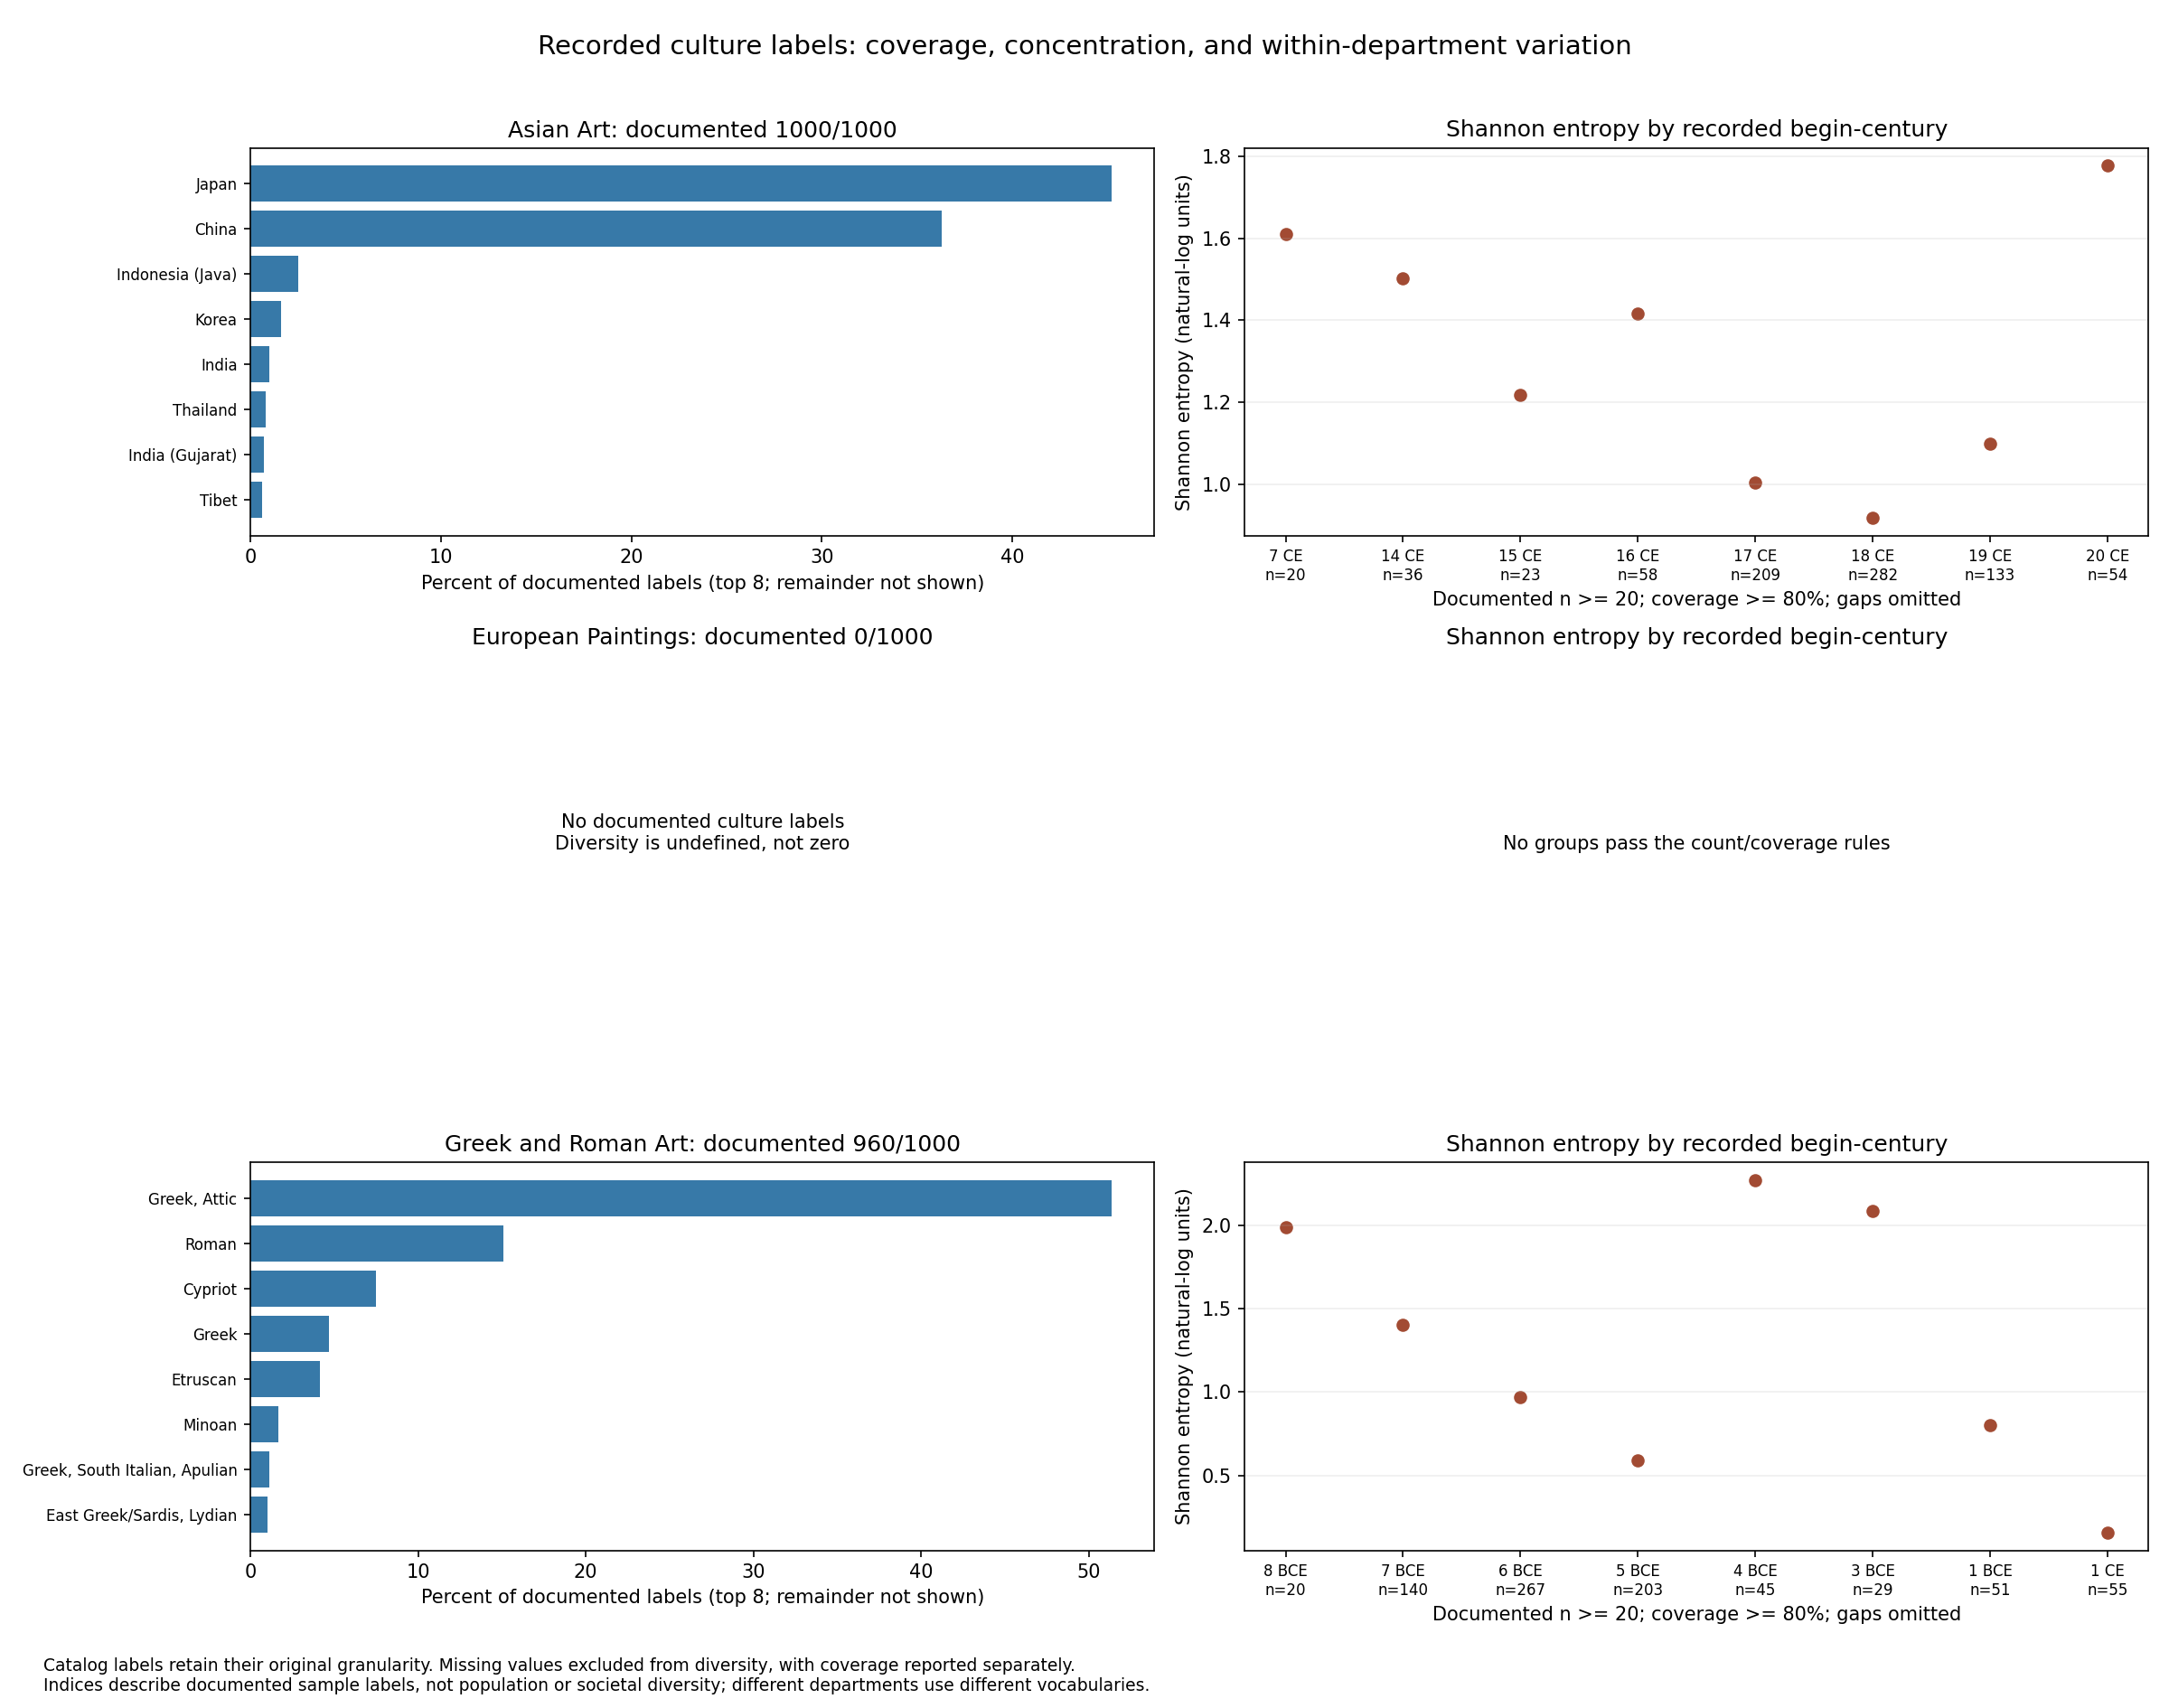 Recorded culture labels: coverage, concentration, and within-department variation
Asian Art: documented 1000/1000
Japan
China
Indonesia (Java)
Korea
India
Thailand
India (Gujarat)
Tibet
0 10 20 30 40
Percent of documented labels (top 8; remainder not shown)
Shannon entropy by recorded begin-century
Shannon entropy (natural-log units)
1.8
1.6
1.4
1.2
1.0
7 CE 14 CE 15 CE 16 CE 17 CE 18 CE 19 CE 20 CE
n=20 n=36 n=23 n=58 n=209 n=282 n=133 n=54
Documented n >= 20; coverage >= 80%; gaps omitted
European Paintings: documented 0/1000
No documented culture labels
Diversity is undefined, not zero
Shannon entropy by recorded begin-century
No groups pass the count/coverage rules
Greek and Roman Art: documented 960/1000
Greek, Attic
Roman
Cypriot
Greek
Etruscan
Minoan
Greek, South Italian, Apulian
East Greek/Sardis, Lydian
0 10 20 30 40 50
Percent of documented labels (top 8; remainder not shown)
Shannon entropy by recorded begin-century
Shannon entropy (natural-log units)
2.0
1.5
1.0
0.5
8 BCE 7 BCE 6 BCE 5 BCE 4 BCE 3 BCE 1 BCE 1 CE
n=20 n=140 n=267 n=203 n=45 n=29 n=51 n=55
Documented n >= 20; coverage >= 80%; gaps omitted
Catalog labels retain their original granularity. Missing values excluded from diversity, with coverage reported separately.
Indices describe documented sample labels, not population or societal diversity; different departments use different vocabularies.